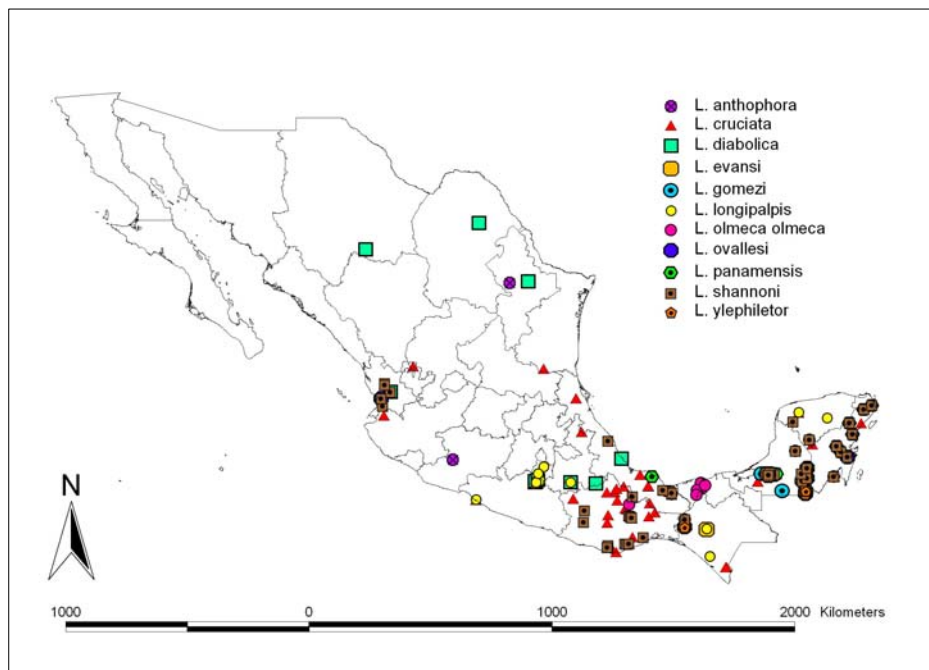 L. anthophora
L. cruciata
L. diabolica
L. evansi
L. gomezi
L. longipalpis
L. olmeca olmeca
L. ovallesi
L. panamensis
L. shannoni
L. ylephiletor
N
1000 0 1000 2000 Kilometers